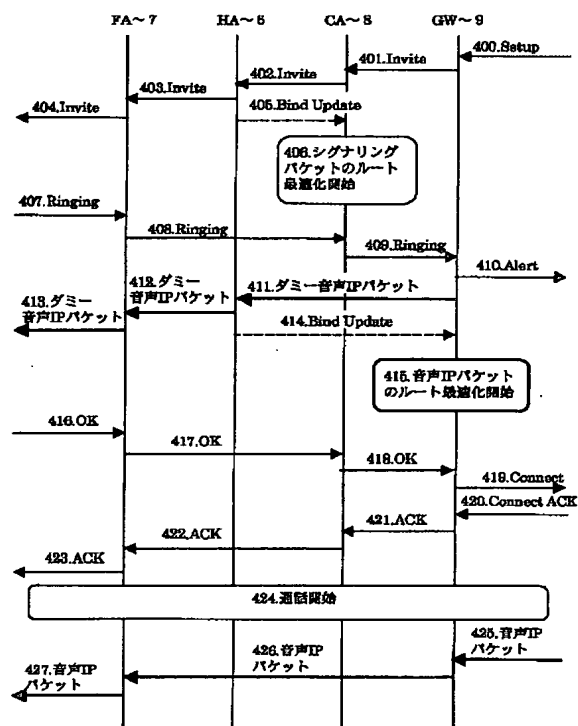 FA～7
HA～5
CA～8
GW～9
400.Setup
401.Invite
402.Invite
403.Invite
404.Invite
405.Bind Update
406.シグナリング
パケットのルート
最適化開始
407.Ringing
408.Ringing
409.Ringing
410.Alert
411.ダミー音声IPパケット
412.ダミー
音声IPパケット
413.ダミー
音声IPパケット
414.Bind Update
415.音声IPパケット
のルート最適化開始
416.OK
417.OK
418.OK
419.Connect
420.Connect ACK
421.ACK
422.ACK
423.ACK
424.通話開始
425.音声IP
パケット
426.音声IP
パケット
427.音声IP
パケット